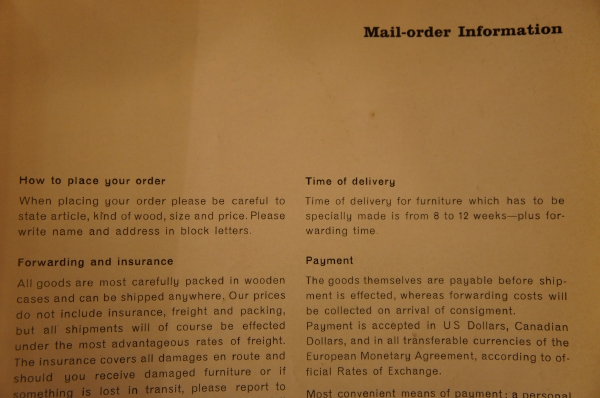 Mail-order Information
How to place your order
When placing your order please be careful to
state article, kind of wood, size and price. Please
write name and address in block letters.
Forwarding and insurance
All goods are most carefully packed in wooden
cases and can be shipped anywhere. Our prices
do not include insurance, freight and packing,
but all shipments will of course be effected
under the most advantageous rates of freight.
The insurance covers all damages en route and
should you receive damaged furniture or if
something is lost in transit, please report to
Time of delivery
Time of delivery for furniture which has to be
specially made is from 8 to 12 weeks—plus for-
warding time.
Payment
The goods themselves are payable before ship-
ment is effected, whereas forwarding costs will
be collected on arrival of consigment.
Payment is accepted in US Dollars, Canadian
Dollars, and in all transferable currencies of the
European Monetary Agreement, according to of-
ficial Rates of Exchange.
Most convenient means of payment: a personal